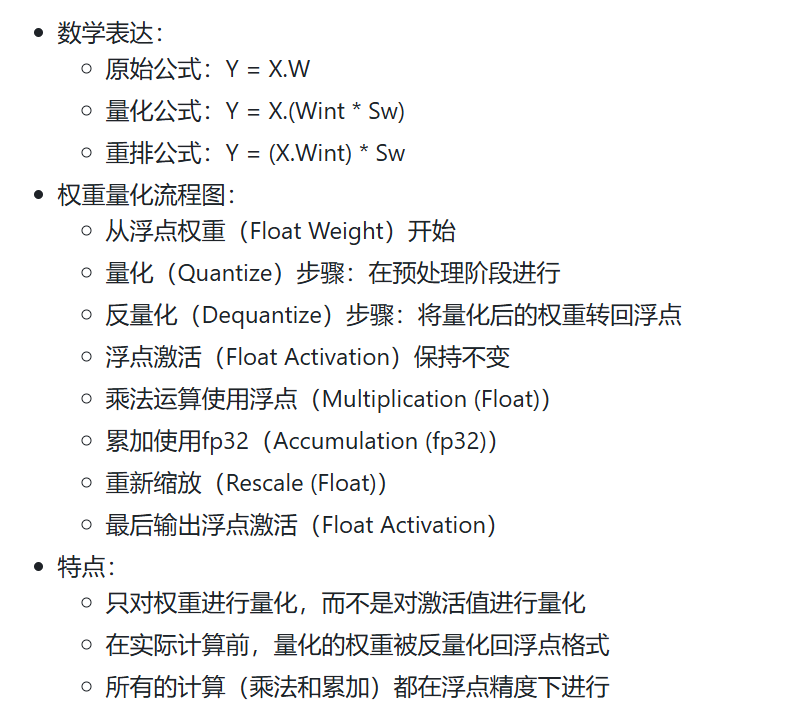 数学表达：
原始公式：Y = X.W
量化公式：Y = X.(Wint * Sw)
重排公式：Y = (X.Wint) * Sw
权重量化流程图：
从浮点权重（Float Weight）开始
量化（Quantize）步骤：在预处理阶段进行
反量化（Dequantize）步骤：将量化后的权重转回浮点
浮点激活（Float Activation）保持不变
乘法运算使用浮点（Multiplication (Float)）
累加使用fp32（Accumulation (fp32)）
重新缩放（Rescale (Float)）
最后输出浮点激活（Float Activation）
特点：
只对权重进行量化，而不是对激活值进行量化
在实际计算前，量化的权重被反量化回浮点格式
所有的计算（乘法和累加）都在浮点精度下进行